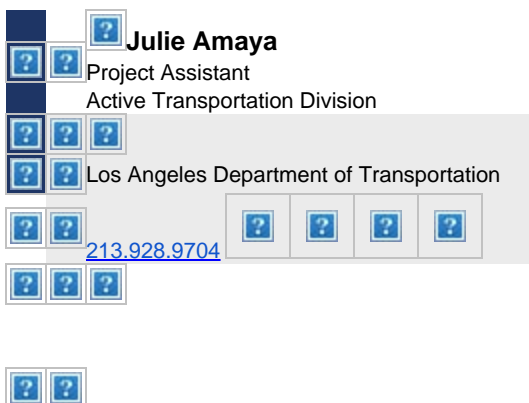 Julie Amaya
Project Assistant
Active Transportation Division
Los Angeles Department of Transportation
213.928.9704